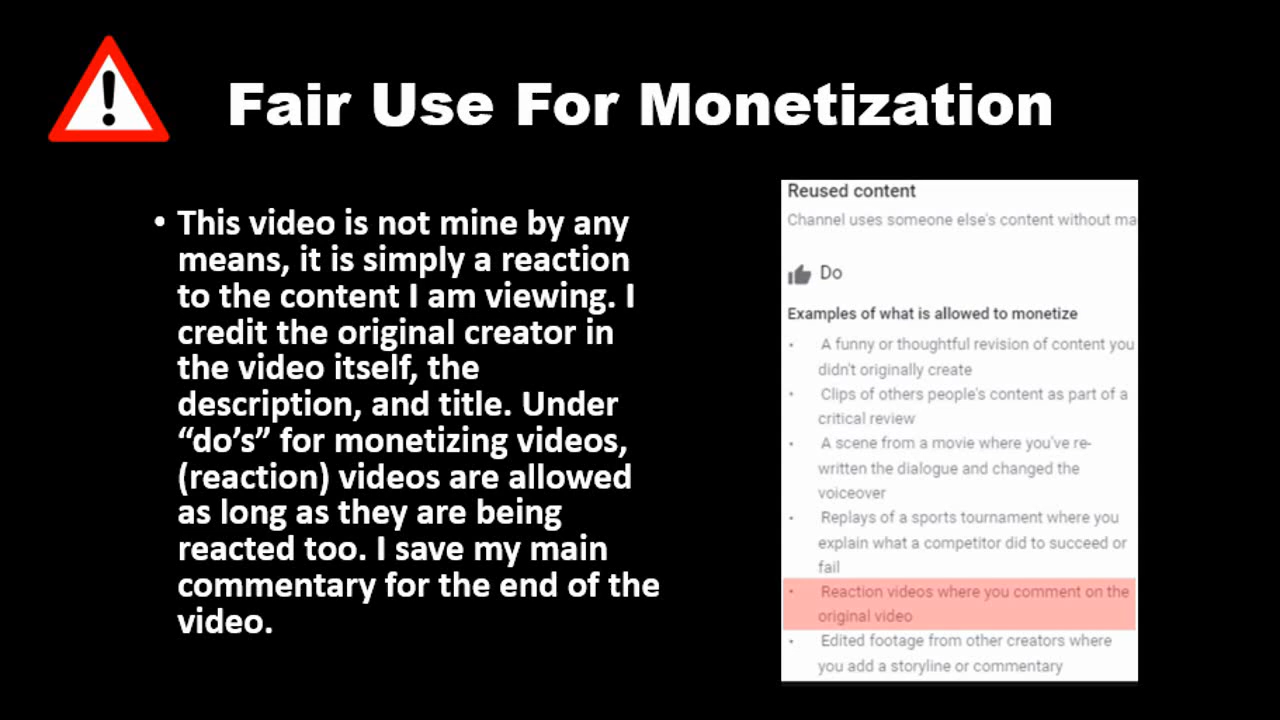 Fair Use For Monetization
• This video is not mine by any
means, it is simply a reaction
to the content I am viewing. I
credit the original creator in
the video itself, the
description, and title. Under
“do’s” for monetizing videos,
(reaction) videos are allowed
as long as they are being
reacted too. I save my main
commentary for the end of the
video.
Reused content
Channel uses someone else's content without ma
Do
Examples of what is allowed to monetize
• A funny or thoughtful revision of content you
didn't originally create
• Clips of others people's content as part of a
critical review
• A scene from a movie where you've re-
written the dialogue and changed the
voiceover
• Replays of a sports tournament where you
explain what a competitor did to succeed or
fail
• Reaction videos where you comment on the
original video
• Edited footage from other creators where
you add a storyline or commentary